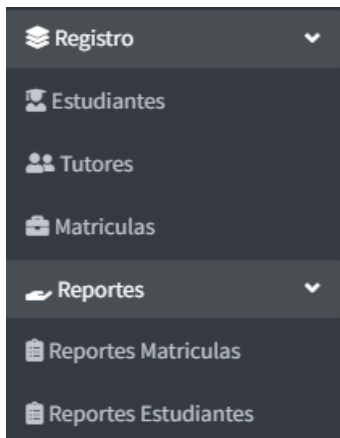 Registro
Estudiantes
Tutores
Matriculas
Reportes
Reportes Matriculas
Reportes Estudiantes